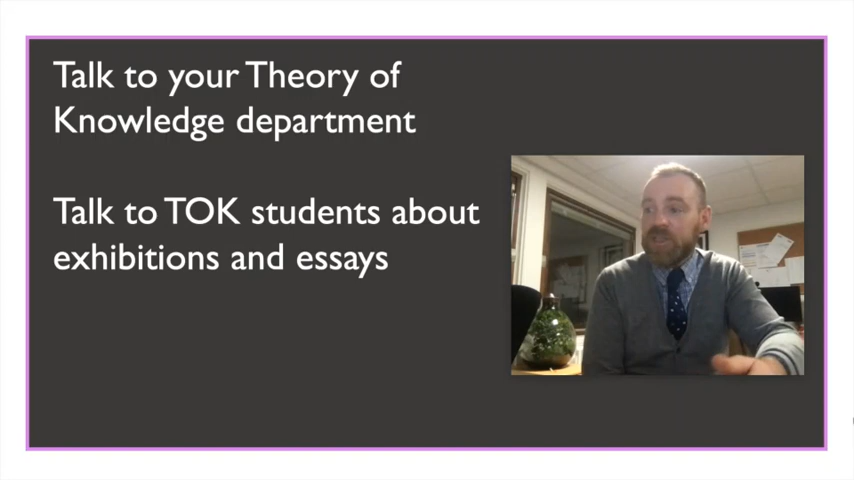 Talk to your Theory of
Knowledge department
Talk to TOK students about
exhibitions and essays